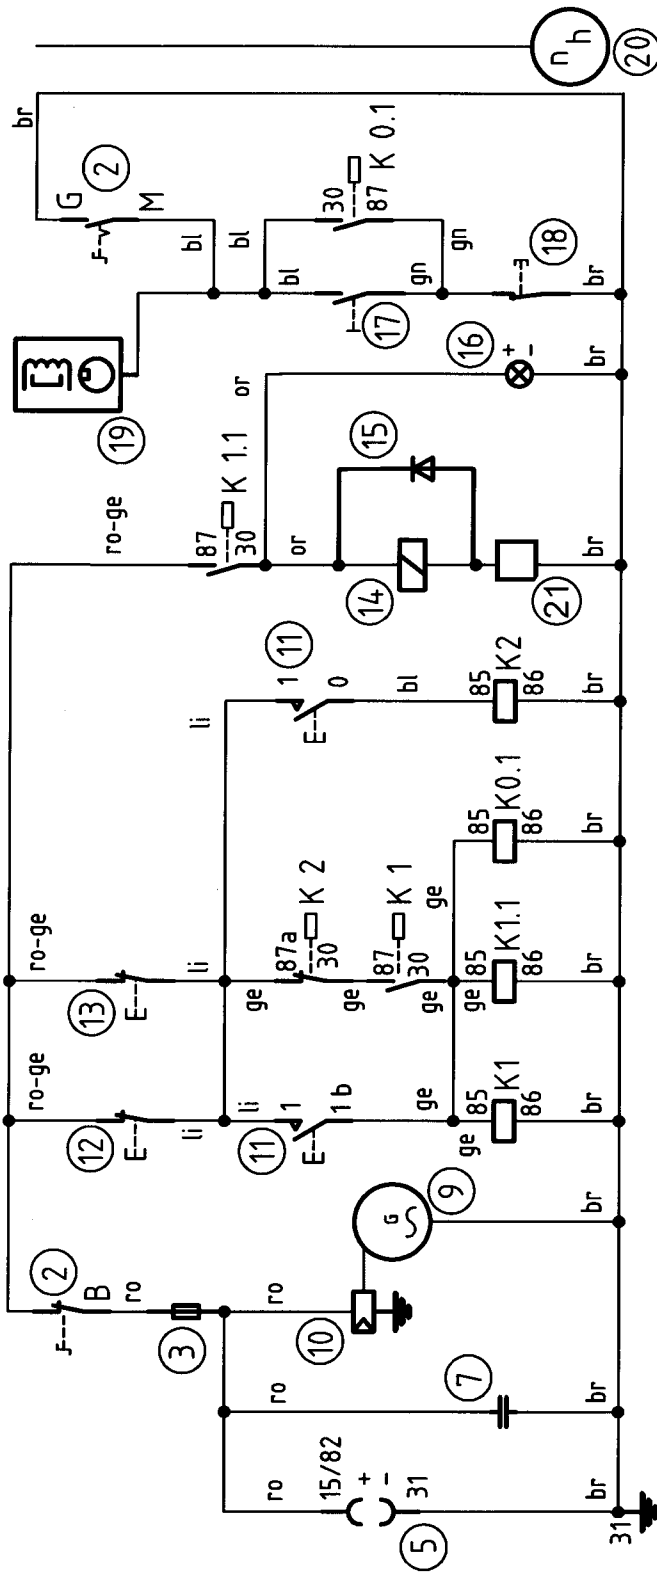 br
G
2
M
bl
bl
bl
30
87
K 0.1
gn
gn
17
18
br
n
h
20
19
16
+
-
or
br
ro-ge
87
30
K 1.1
or
15
14
21
br
11
1
0
li
bl
85
86
K2
br
85
86
K0.1
br
ro-ge
13
li
87a
30
K 2
ge
ge
87
30
K 1
ge
ge
ge
85
86
K1.1
br
ro-ge
12
li
li
11
1
1b
ge
ge
85
86
K1
br
2
B
ro
3
ro
10
G
9
br
ro
7
br
ro
15/82
+
-
31
5
br
31